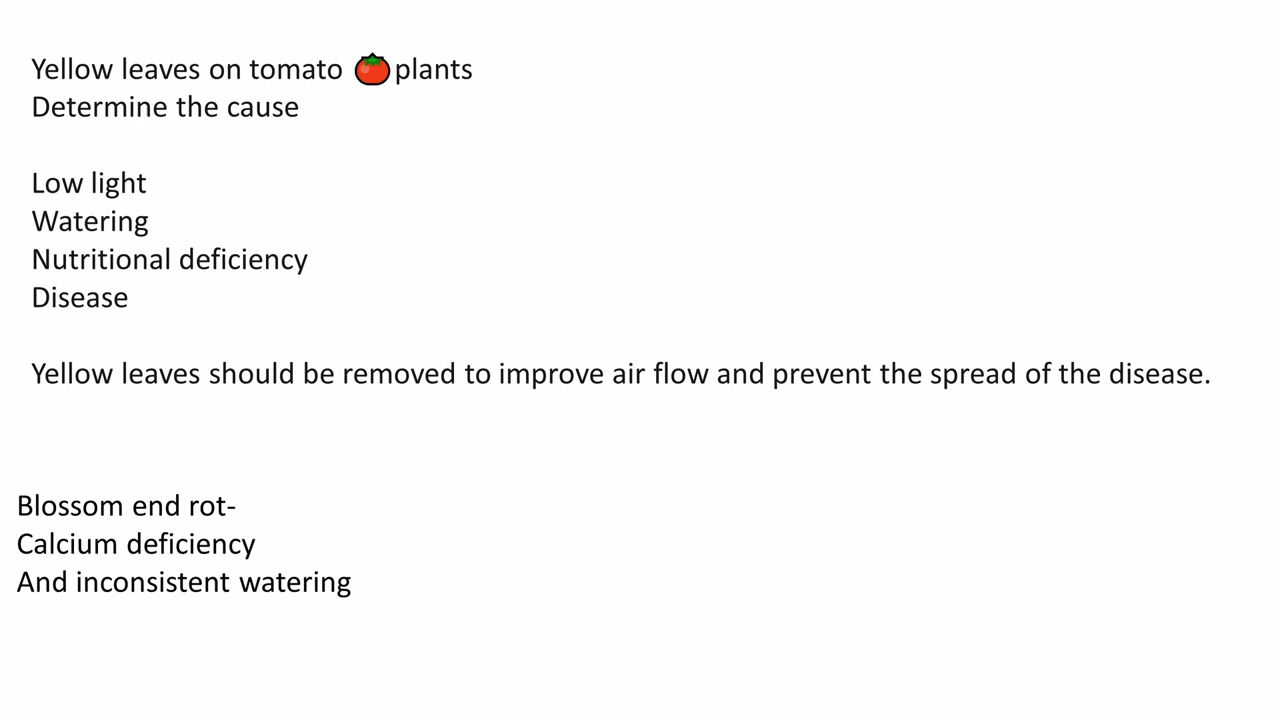 Yellow leaves on tomato 🍅 plants
Determine the cause
Low light
Watering
Nutritional deficiency
Disease
Yellow leaves should be removed to improve air flow and prevent the spread of the disease.
Blossom end rot-
Calcium deficiency
And inconsistent watering